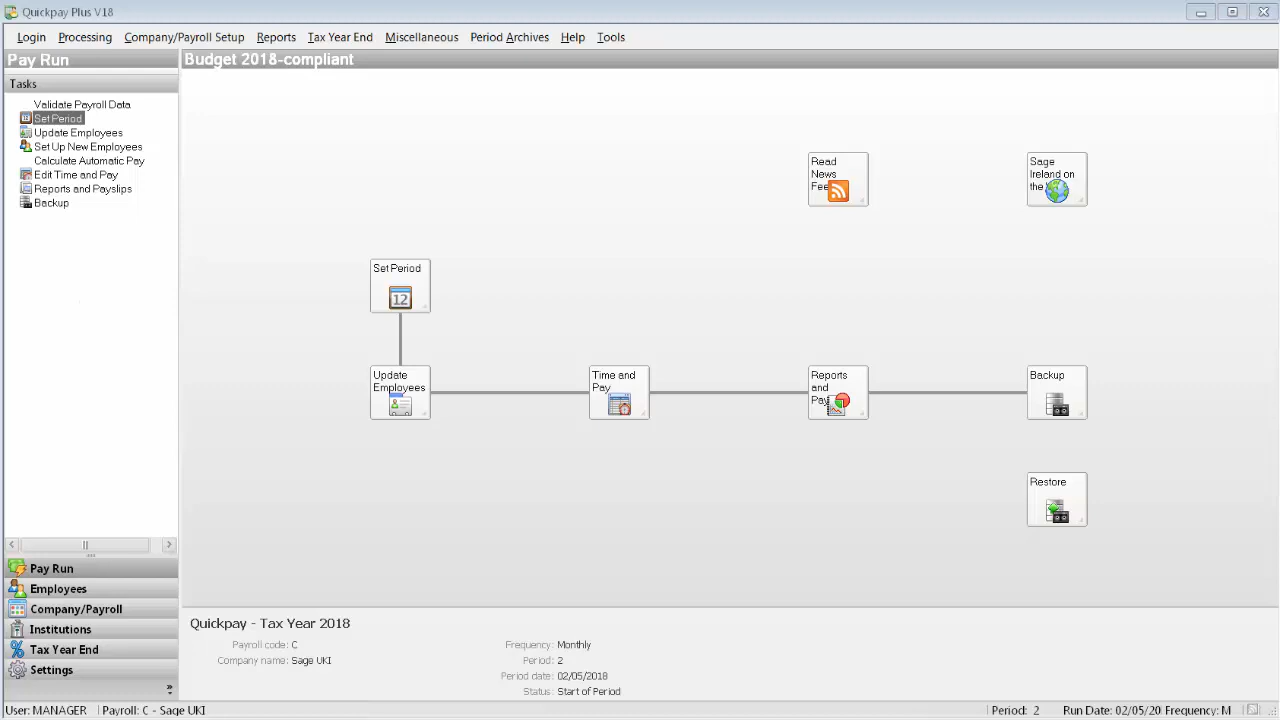 Quickpay Plus V18
Login Processing Company/Payroll Setup Reports Tax Year End Miscellaneous Period Archives Help Tools
Pay Run
Budget 2018-compliant
Tasks
Validate Payroll Data
Set Period
Update Employees
Set Up New Employees
Calculate Automatic Pay
Edit Time and Pay
Reports and Payslips
Backup
Read
News
Fee
Sage
Ireland on
the
Set Period
12
Update
Employees
Time and
Pay
Reports
and
Pay
Backup
Restore
Pay Run
Employees
Company/Payroll
Institutions
Tax Year End
Settings
Quickpay - Tax Year 2018
Payroll code: C
Company name: Sage UKI
Frequency: Monthly
Period: 2
Period date: 02/05/2018
Status: Start of Period
User: MANAGER
Payroll: C - Sage UKI
Period: 2
Run Date: 02/05/20
Frequency: M